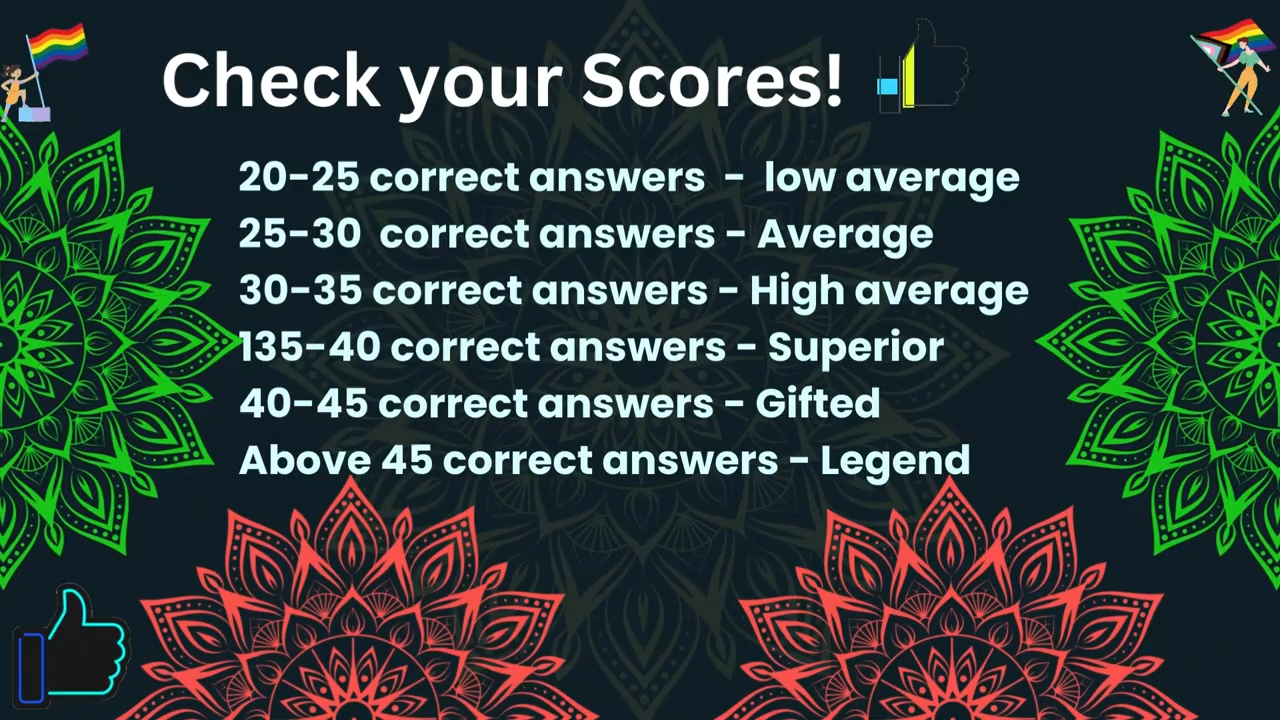 Check your Scores!
20-25 correct answers - low average
25-30 correct answers - Average
30-35 correct answers - High average
135-40 correct answers - Superior
40-45 correct answers - Gifted
Above 45 correct answers - Legend